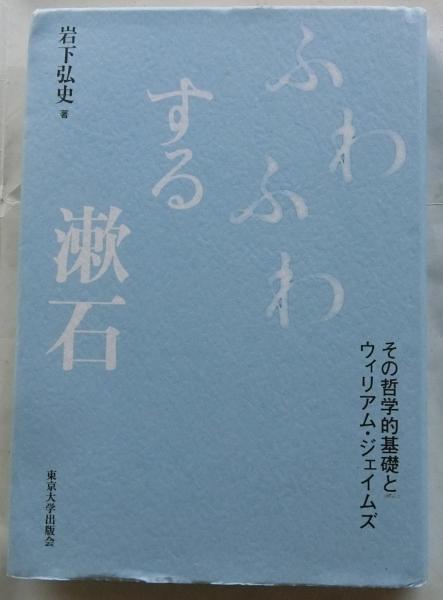 ふわ
ふわ
する
漱石
その哲学的基礎と
ウィリアム・ジェイムズ
岩下弘史 著
東京大学出版会